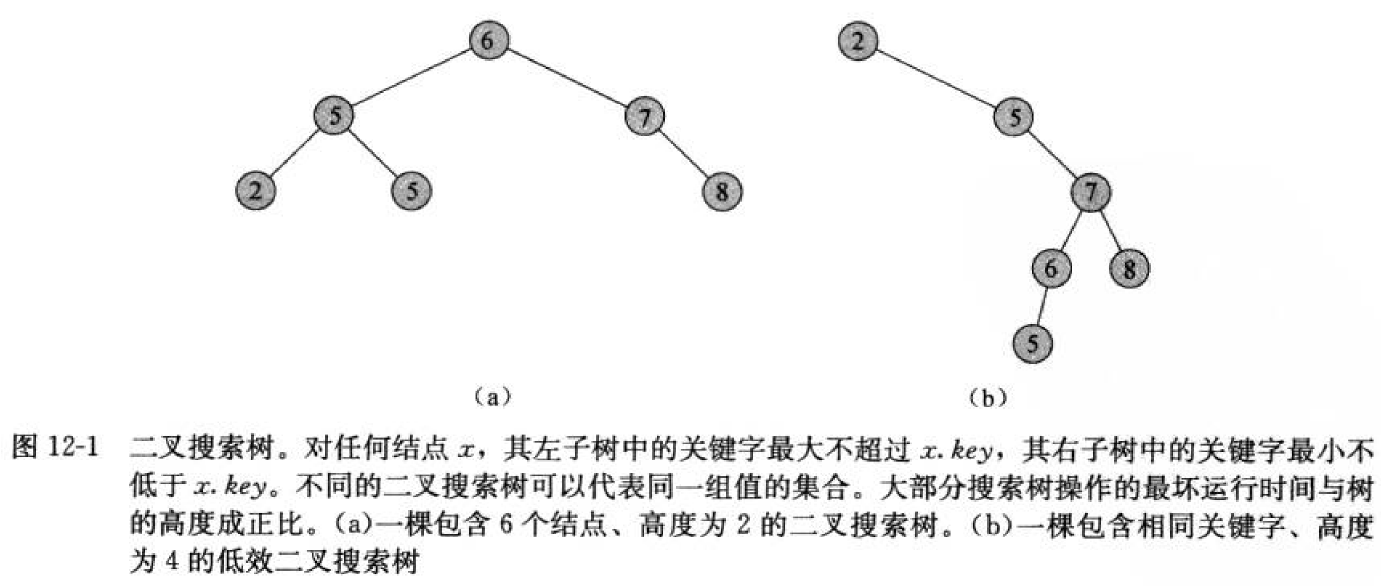 6 2
5 7 5
2 5 8 7
6 8
5
(a) (b)
图 12-1 二叉搜索树。对任何结点 x，其左子树中的关键字最大不超过 x.key，其右子树中的关键字最小不
低于 x.key。不同的二叉搜索树可以代表同一组值的集合。大部分搜索树操作的最坏运行时间与树
的高度成正比。(a)一棵包含 6 个结点、高度为 2 的二叉搜索树。(b)一棵包含相同关键字、高度
为 4 的低效二叉搜索树